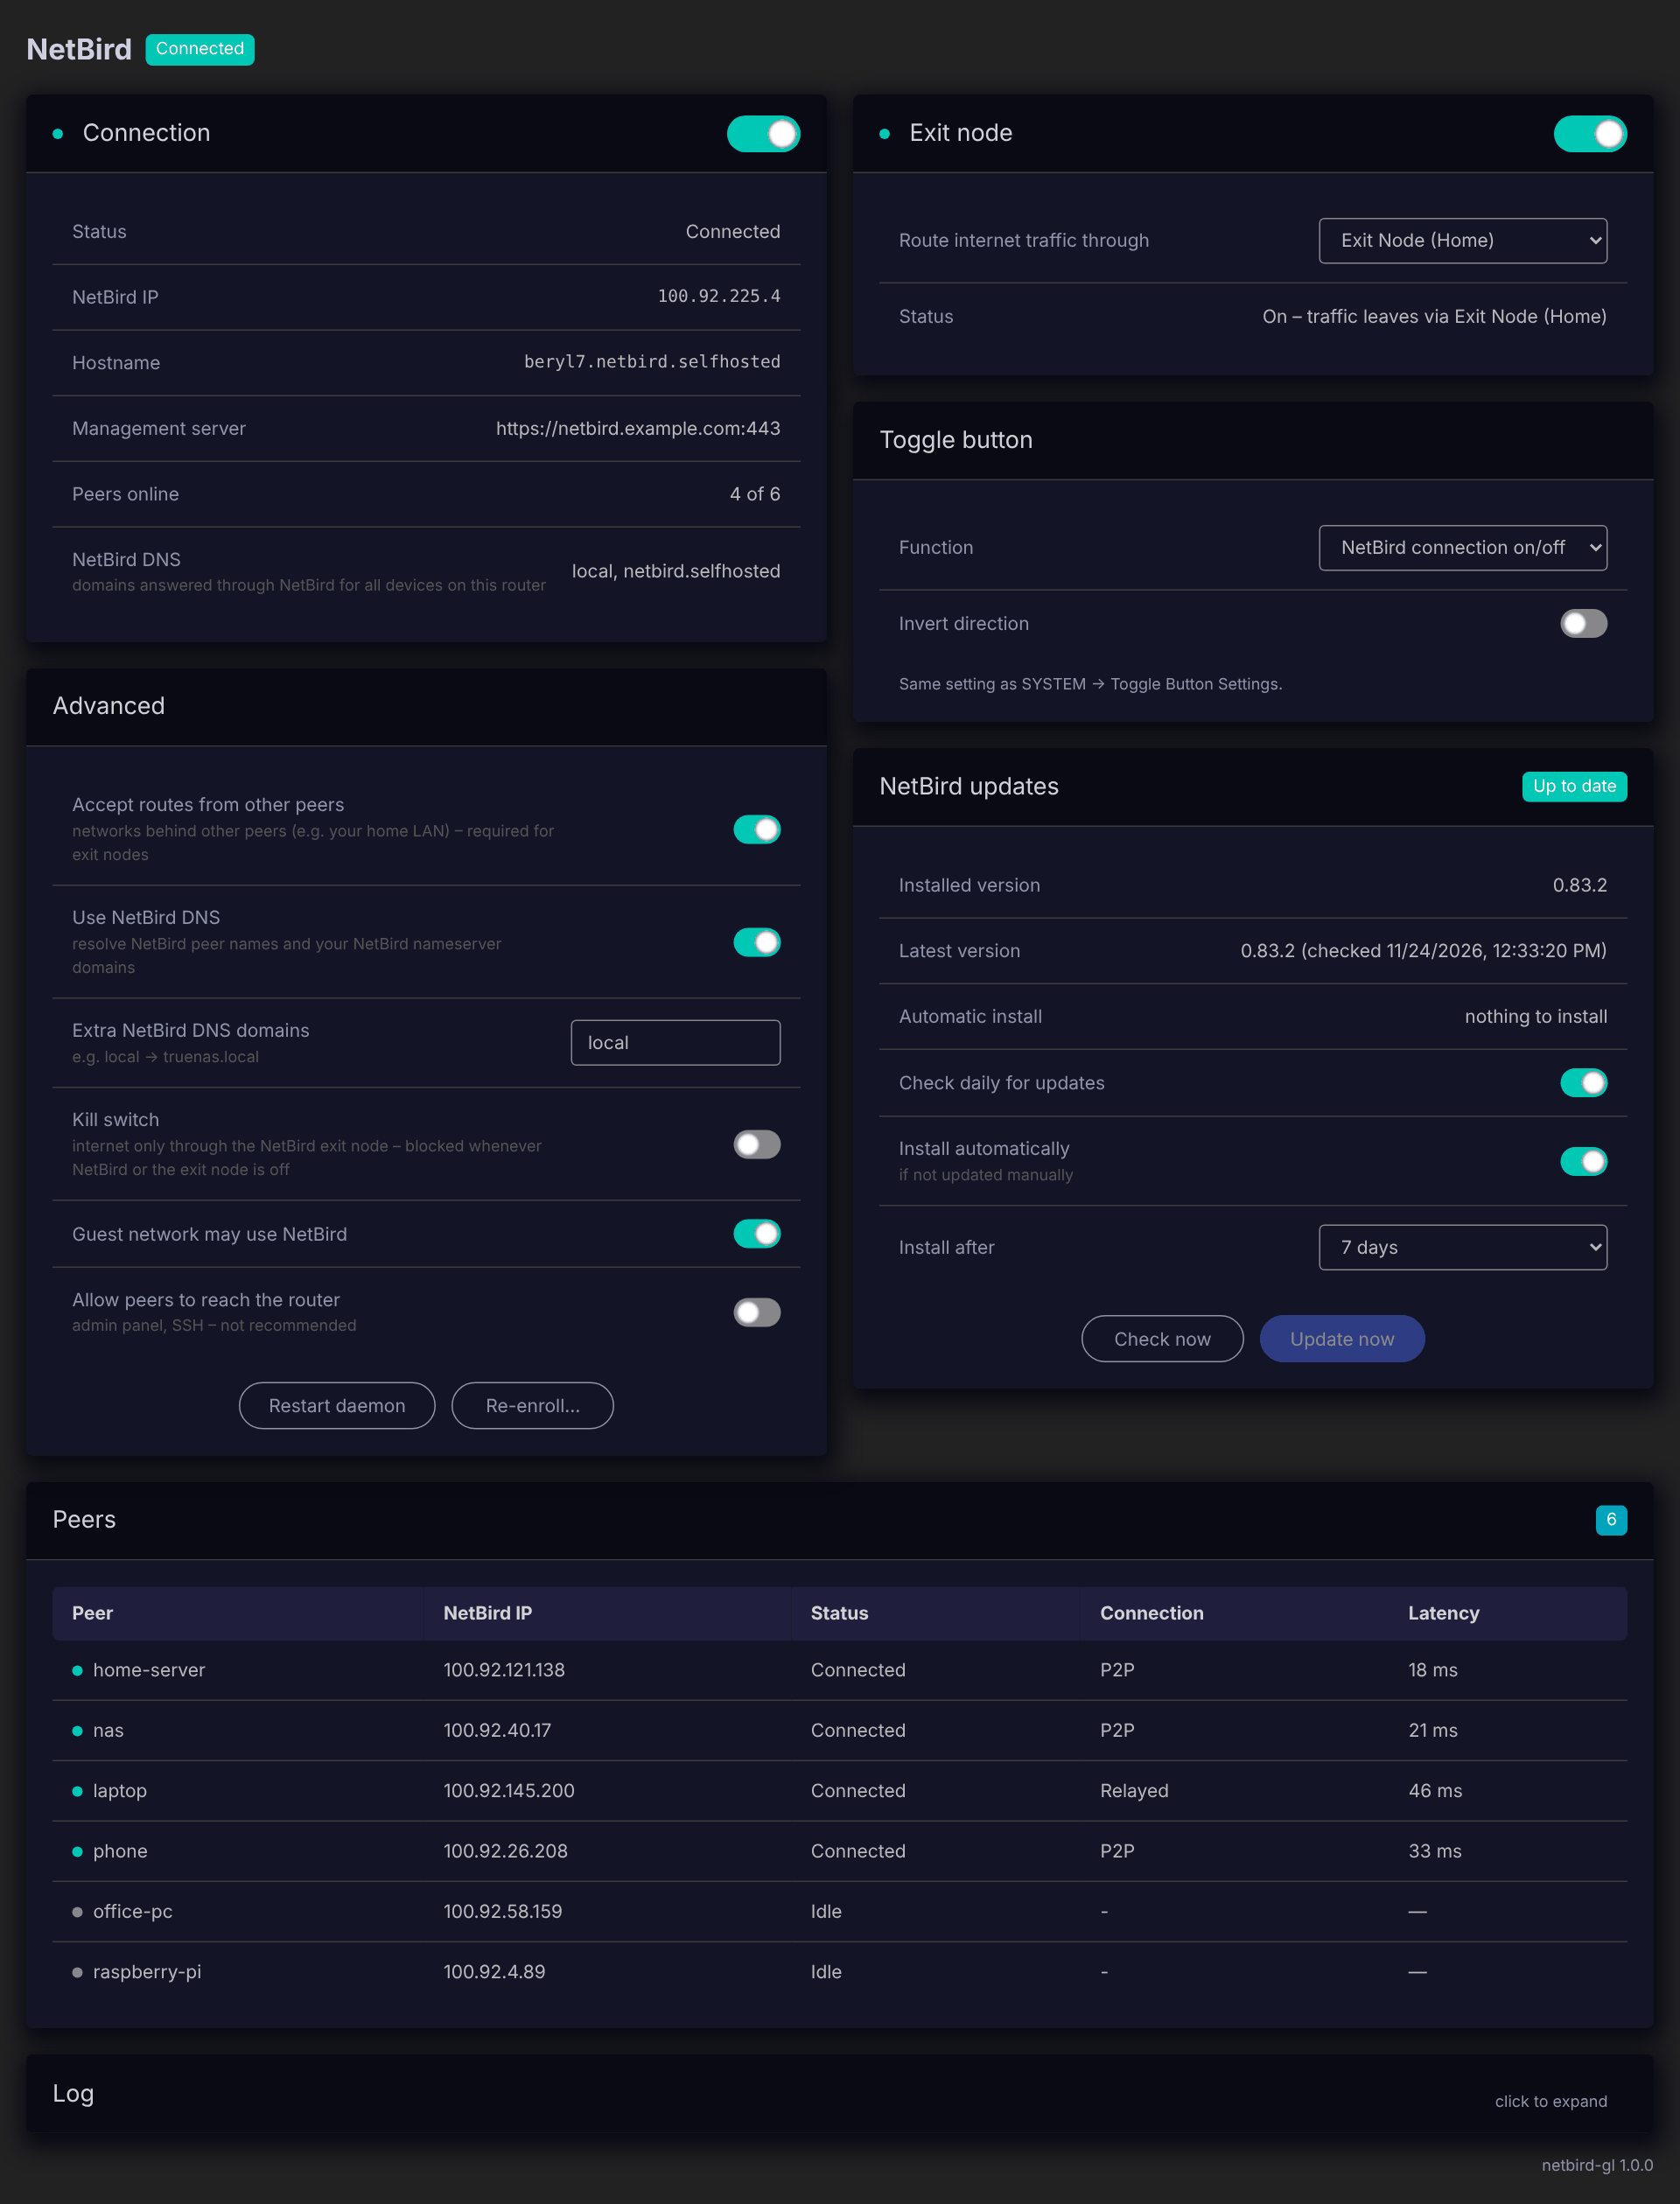 NetBird Connected
Connection
Status Connected
NetBird IP 100.92.225.4
Hostname beryl7.netbird.selfhosted
Management server https://netbird.example.com:443
Peers online 4 of 6
NetBird DNS
domains answered through NetBird for all devices on this router
local, netbird.selfhosted
Advanced
Accept routes from other peers
networks behind other peers (e.g. your home LAN) – required for
exit nodes
Use NetBird DNS
resolve NetBird peer names and your NetBird nameserver
domains
Extra NetBird DNS domains
e.g. local → truenas.local
local
Kill switch
internet only through the NetBird exit node – blocked whenever
NetBird or the exit node is off
Guest network may use NetBird
Allow peers to reach the router
admin panel, SSH – not recommended
Restart daemon Re-enroll...
Exit node
Route internet traffic through Exit Node (Home)
Status On – traffic leaves via Exit Node (Home)
Toggle button
Function NetBird connection on/off
Invert direction
Same setting as SYSTEM → Toggle Button Settings.
NetBird updates Up to date
Installed version 0.83.2
Latest version 0.83.2 (checked 11/24/2026, 12:33:20 PM)
Automatic install nothing to install
Check daily for updates
Install automatically
if not updated manually
Install after 7 days
Check now Update now
Peers 6
Peer NetBird IP Status Connection Latency
home-server 100.92.121.138 Connected P2P 18 ms
nas 100.92.40.17 Connected P2P 21 ms
laptop 100.92.145.200 Connected Relayed 46 ms
phone 100.92.26.208 Connected P2P 33 ms
office-pc 100.92.58.159 Idle - —
raspberry-pi 100.92.4.89 Idle - —
Log click to expand
netbird-gl 1.0.0